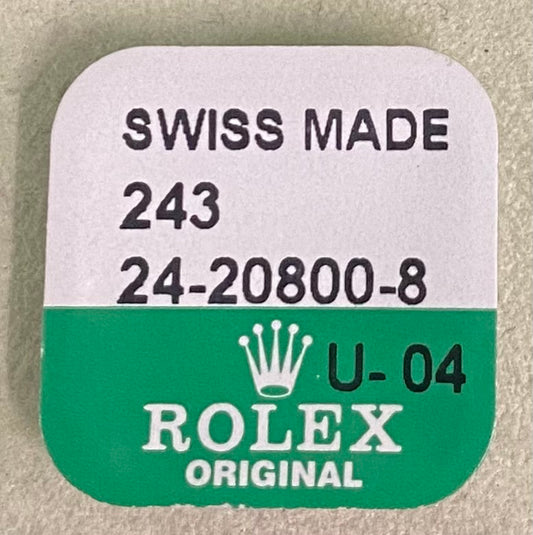 SWISS MADE
243
24-20800-8
U- 04
ROLEX
ORIGINAL